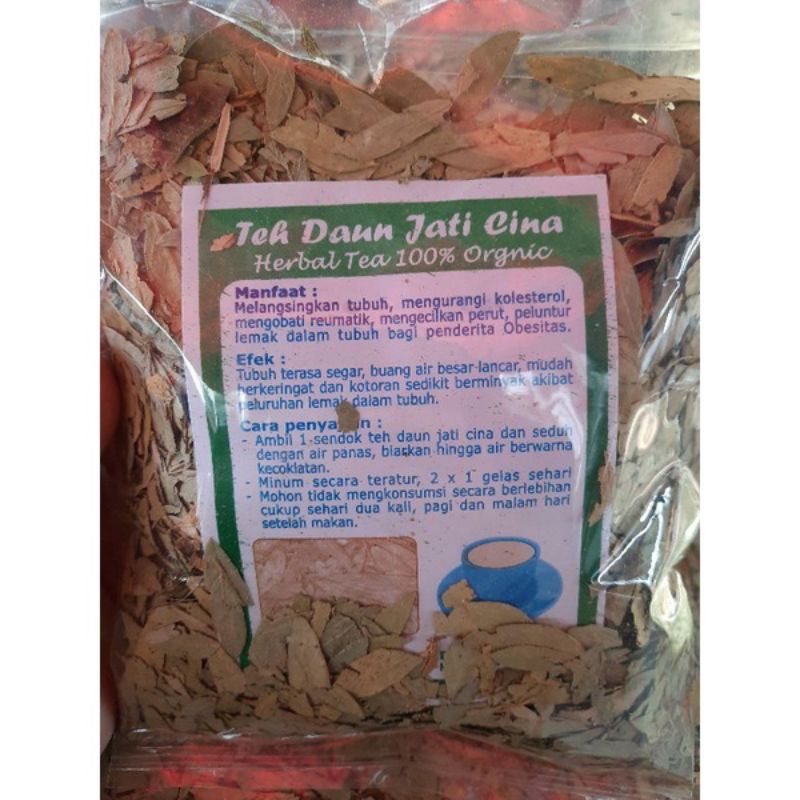 Teh Daun Jati Cina
Herbal Tea 100% Orgnic
Manfaat :
Melangsingkan tubuh, mengurangi kolesterol,
mengobati reumatik, mengecilkan perut, peluntur
lemak dalam tubuh bagi penderita Obesitas.
Efek :
Tubuh terasa segar, buang air besar lancar, mudah
berkeringat dan kotoran sedikit berminyak akibat
peluruhan lemak dalam tubuh.
Cara :
- Ambil 1 sendok teh daun jati cina dan seduh
dengan air panas, biarkan hingga air berwarna
kecoklatan.
- Minum secara teratur, 2 x 1 gelas sehari
- Mohon tidak mengkonsumsi secara berlebihan
cukup sehari dua kali, pagi dan malam hari
setelah makan.